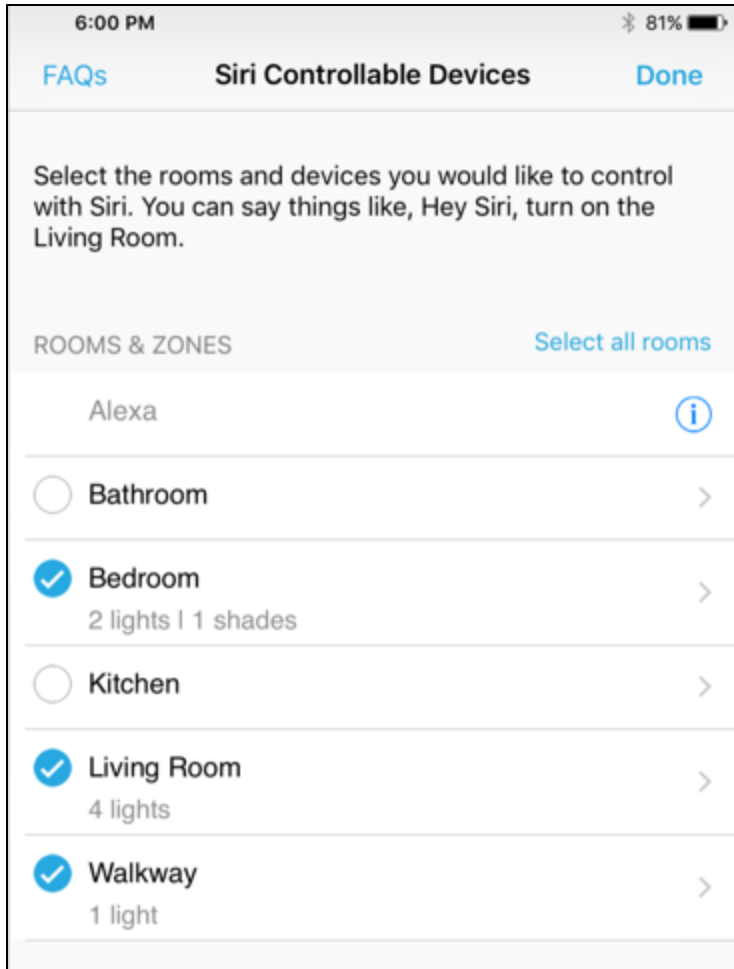 6:00 PM 81%
FAQs Siri Controllable Devices Done
Select the rooms and devices you would like to control
with Siri. You can say things like, Hey Siri, turn on the
Living Room.
ROOMS & ZONES Select all rooms
Alexa i
Bathroom
Bedroom
2 lights | 1 shades
Kitchen
Living Room
4 lights
Walkway
1 light